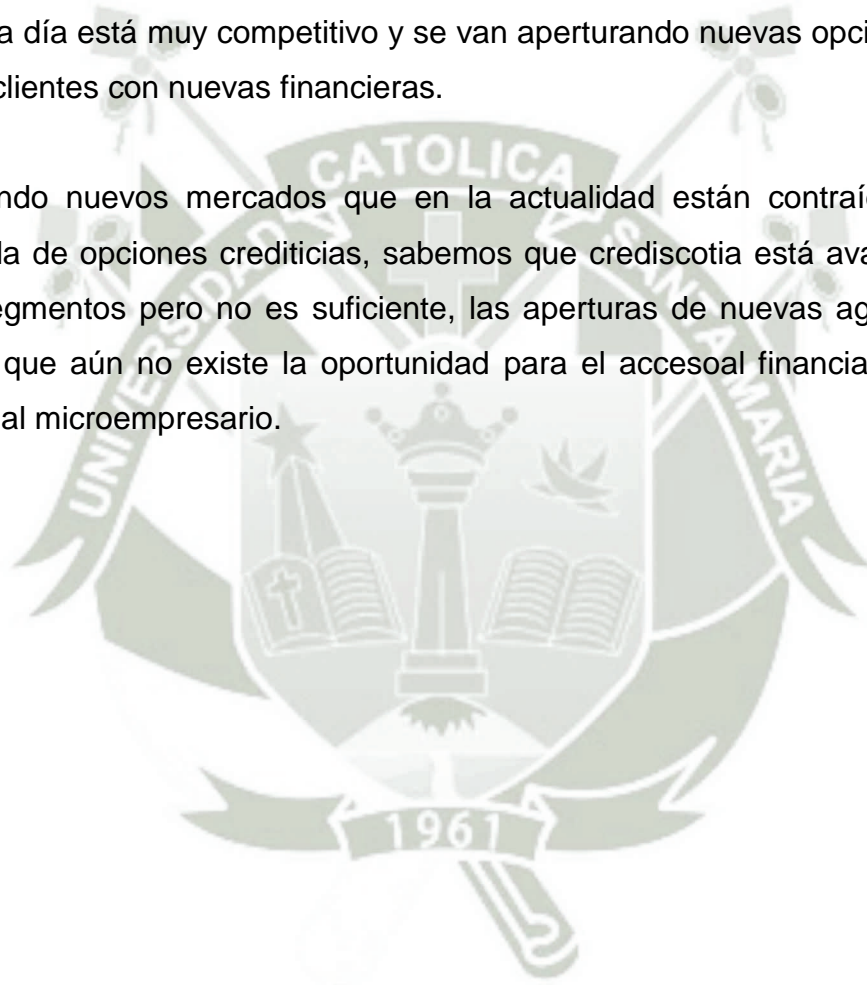 a día está muy competitivo y se van aperturando nuevas opci
clientes con nuevas financieras.
ndo nuevos mercados que en la actualidad están contraí
la de opciones crediticias, sabemos que crediscotia está ava
egmentos pero no es suficiente, las aperturas de nuevas ag
que aún no existe la oportunidad para el accesoal financia
al microempresario.
UNIVERSIDAD CATOLICA SANTA MARIA
1961